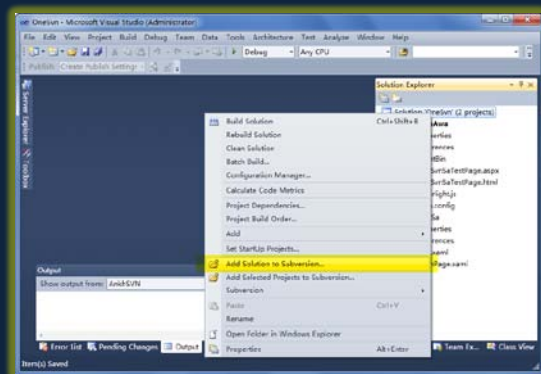 OneSvn - Microsoft Visual Studio (Administrator)
File Edit View Project Build Debug Team Data Tools Architecture Test Analyze Window Help
Debug Any CPU
Publish: Create Publish Settings
Server Explorer
Toolbox
Solution Explorer
Solution 'OneSvn' (2 projects)
Build Solution Ctrl+Shift+B
Rebuild Solution
Clean Solution
Batch Build...
Configuration Manager...
Calculate Code Metrics
Project Dependencies...
Project Build Order...
Add
Set StartUp Projects...
Add Solution to Subversion...
Add Selected Projects to Subversion...
Subversion
Paste Ctrl+V
Rename
Open Folder in Windows Explorer
Properties Alt+Enter
Output
Show output from: AnkhSVN
Error List Pending Changes Output
Team Ex... Class View
Item(s) Saved